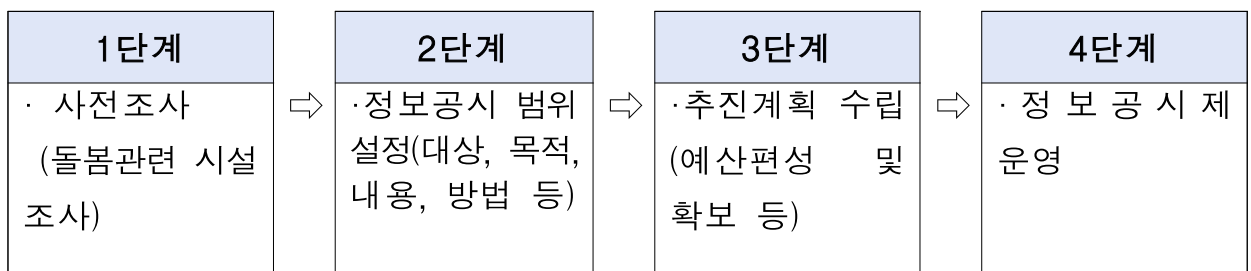 1단계
· 사전조사
(돌봄관련 시설
조사)
⇨
2단계
·정보공시 범위
설정(대상, 목적,
내용, 방법 등)
⇨
3단계
·추진계획 수립
(예산편성 및
확보 등)
⇨
4단계
· 정 보 공 시 제
운영